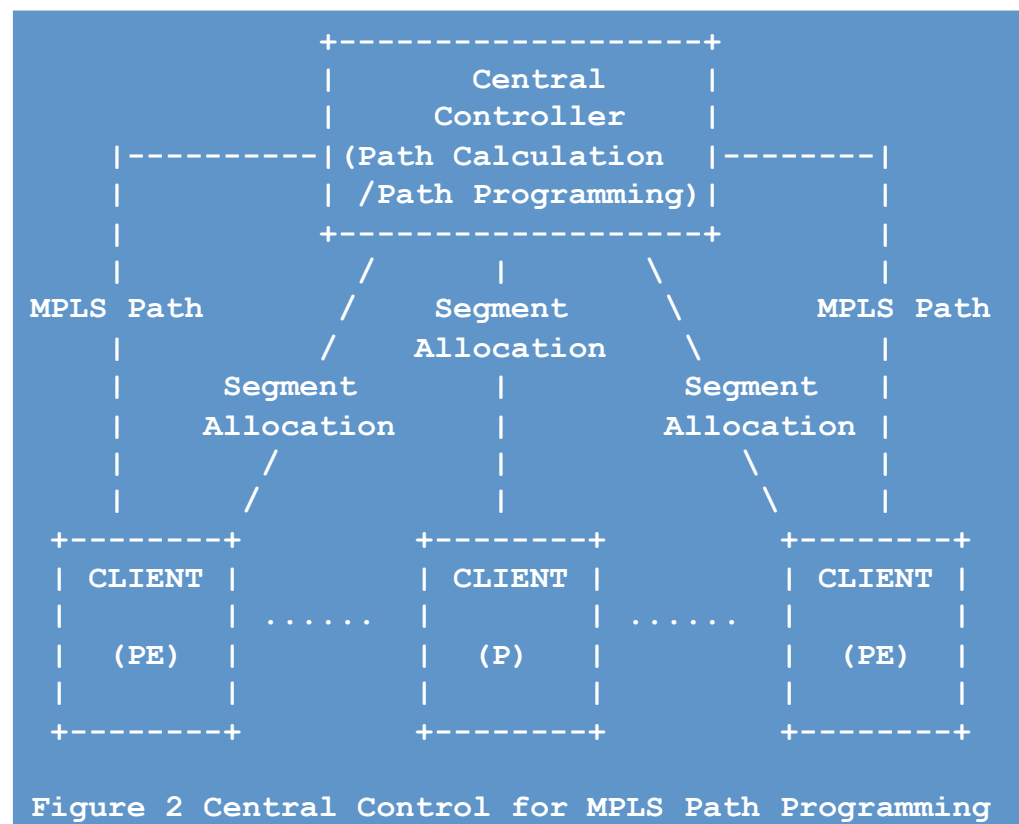 Central
Controller
(Path Calculation
/Path Programming)
MPLS Path
Segment
Allocation
MPLS Path
Segment
Allocation
Segment
Allocation
CLIENT
CLIENT
CLIENT
......
......
(PE)
(P)
(PE)
Figure 2 Central Control for MPLS Path Programming